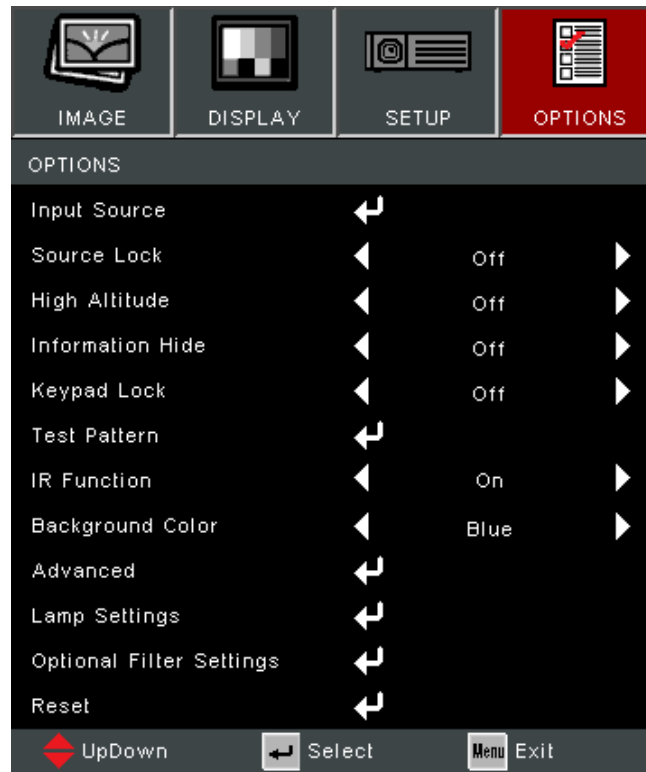 IMAGE DISPLAY SETUP OPTIONS
OPTIONS
Input Source
Source Lock Off
High Altitude Off
Information Hide Off
Keypad Lock Off
Test Pattern
IR Function On
Background Color Blue
Advanced
Lamp Settings
Optional Filter Settings
Reset
UpDown Select Menu Exit